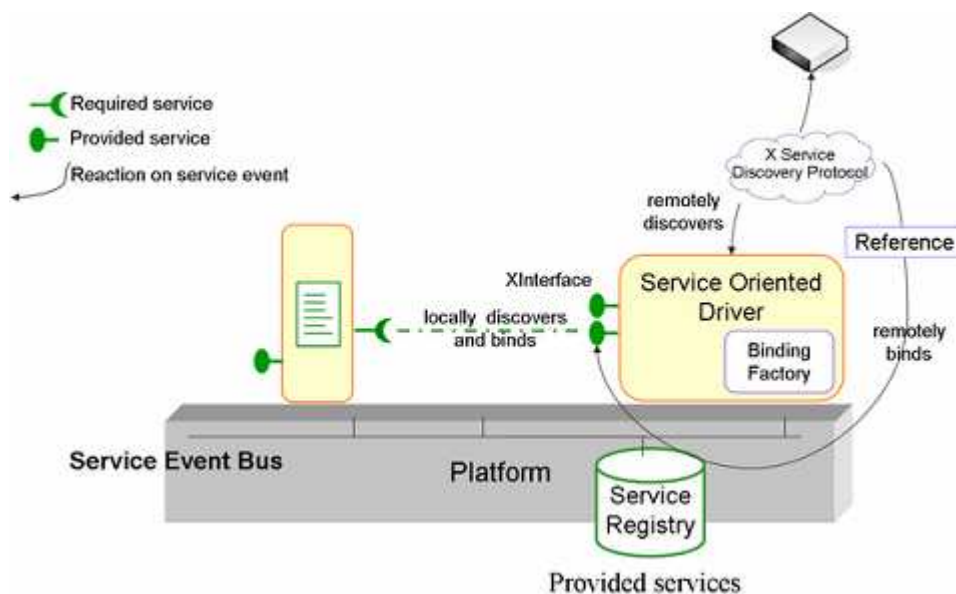 Required service
Provided service
Reaction on service event
X Service
Discovery Protocol
remotely
discovers
Reference
XInterface
Service Oriented
Driver
locally discovers
and binds
remotely
binds
Binding
Factory
Service Event Bus
Platform
Service
Registry
Provided services